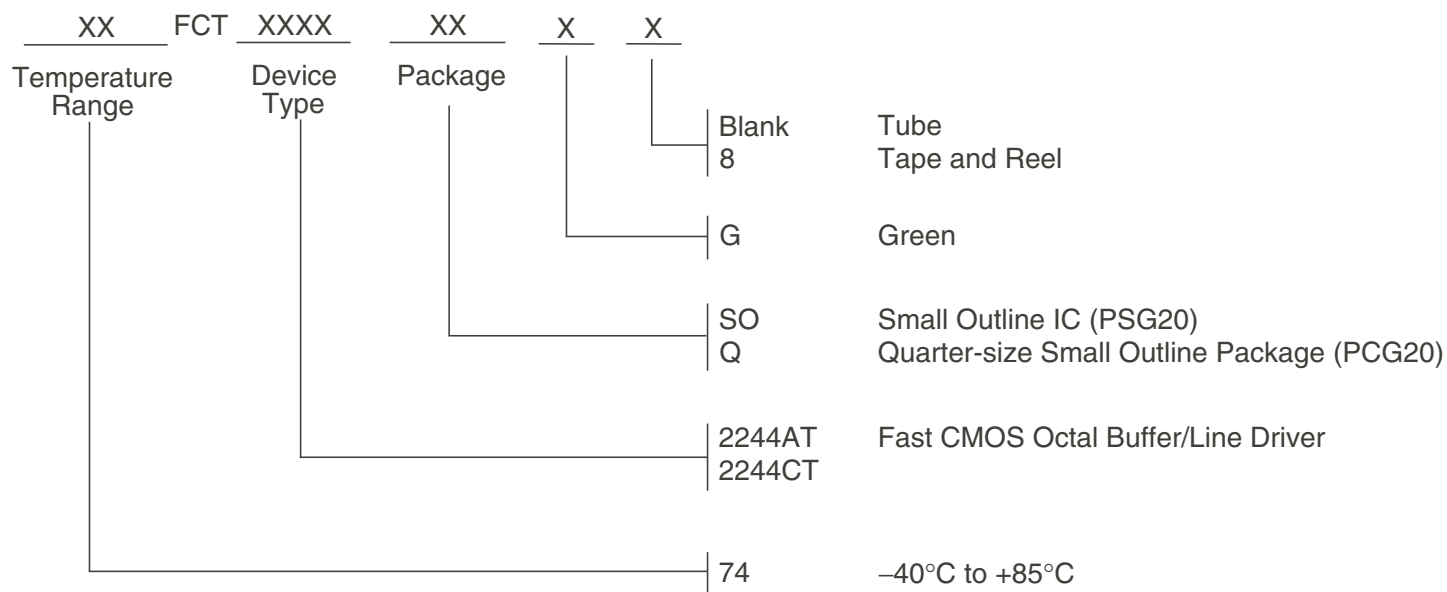 XX FCT XXXX XX X X
Temperature Range
Device Type
Package
Blank Tube
8 Tape and Reel
G Green
SO Small Outline IC (PSG20)
Q Quarter-size Small Outline Package (PCG20)
2244AT Fast CMOS Octal Buffer/Line Driver
2244CT
74 –40°C to +85°C